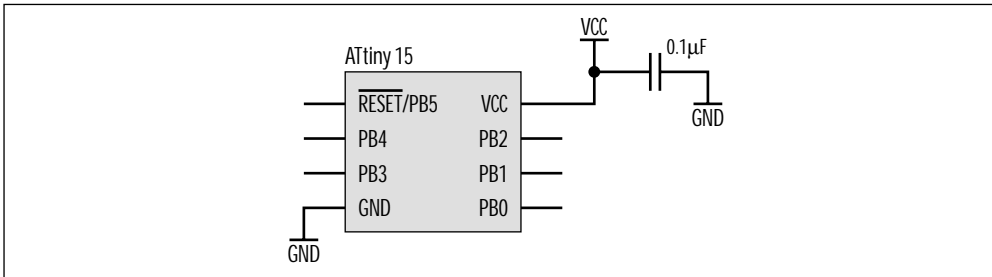 VCC
0.1µF
ATtiny 15
RESET/PB5 VCC
GND
PB4 PB2
PB3 PB1
GND PB0
GND